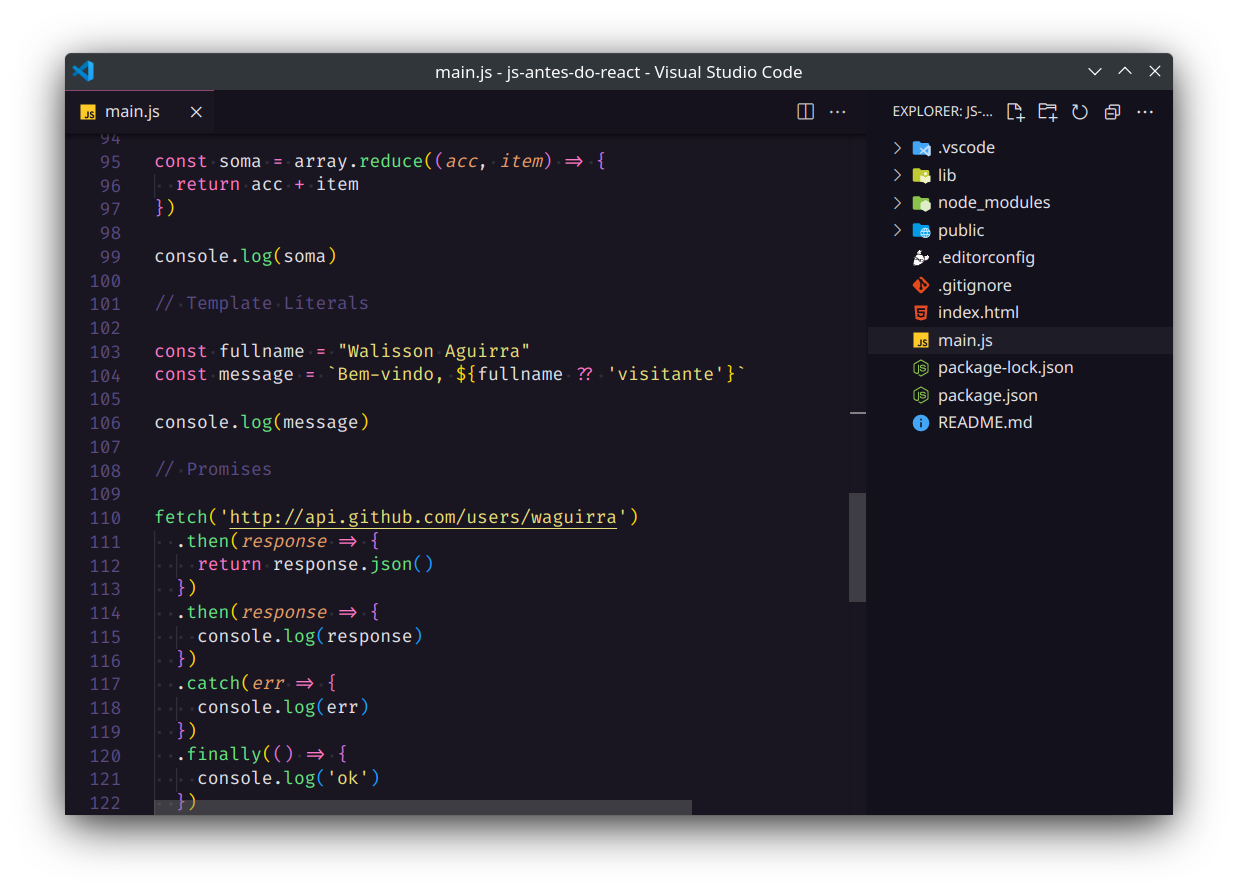 main.js - js-antes-do-react - Visual Studio Code
JS main.js
94
95 const soma = array.reduce((acc, item) => {
96 return acc + item
97 })
98
99 console.log(soma)
100
101 // Template Literals
102
103 const fullname = "Walisson Aguirra"
104 const message = `Bem-vindo, ${fullname ?? 'visitante'}`
105
106 console.log(message)
107
108 // Promises
109
110 fetch('http://api.github.com/users/waguirra')
111 .then(response => {
112 return response.json()
113 })
114 .then(response => {
115 console.log(response)
116 })
117 .catch(err => {
118 console.log(err)
119 })
120 .finally(() => {
121 console.log('ok')
122 })
EXPLORER: JS-...
.vscode
lib
node_modules
public
.editorconfig
.gitignore
index.html
JS main.js
JS package-lock.json
JS package.json
README.md